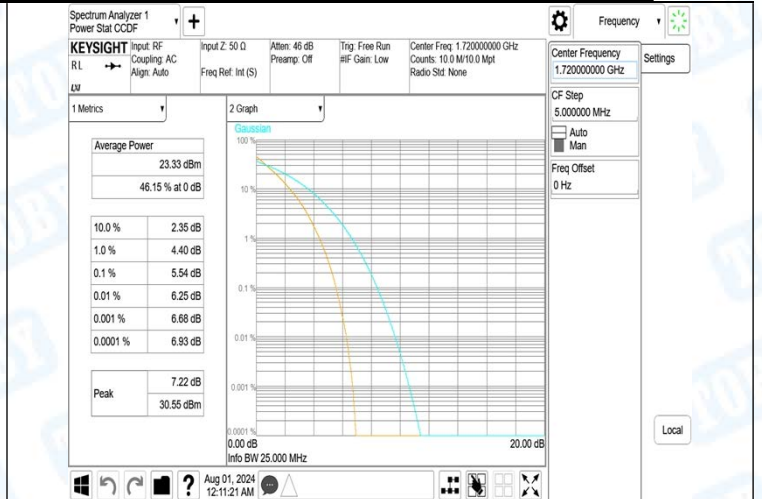 Spectrum Analyzer 1
Power Stat CCDF
Frequency
KEYSIGHT
RL
LXI
Input: RF
Coupling: AC
Align: Auto
Input Z: 50 Ω
Freq Ref: Int (S)
Atten: 46 dB
Preamp: Off
Trig: Free Run
#IF Gain: Low
Center Freq: 1.720000000 GHz
Counts: 10.0 M/10.0 Mpt
Radio Std: None
Center Frequency
1.720000000 GHz
Settings
CF Step
5.000000 MHz
Auto
Man
Freq Offset
0 Hz
1 Metrics
Average Power
23.33 dBm
46.15 % at 0 dB
10.0 % 2.35 dB
1.0 % 4.40 dB
0.1 % 5.54 dB
0.01 % 6.25 dB
0.001 % 6.68 dB
0.0001 % 6.93 dB
Peak
7.22 dB
30.55 dBm
2 Graph
Gaussian
100 %
10 %
1 %
0.1 %
0.01 %
0.001 %
0.0001 %
0.00 dB 20.00 dB
Info BW 25.000 MHz
Local
?
Aug 01, 2024
12:11:21 AM
TOBY